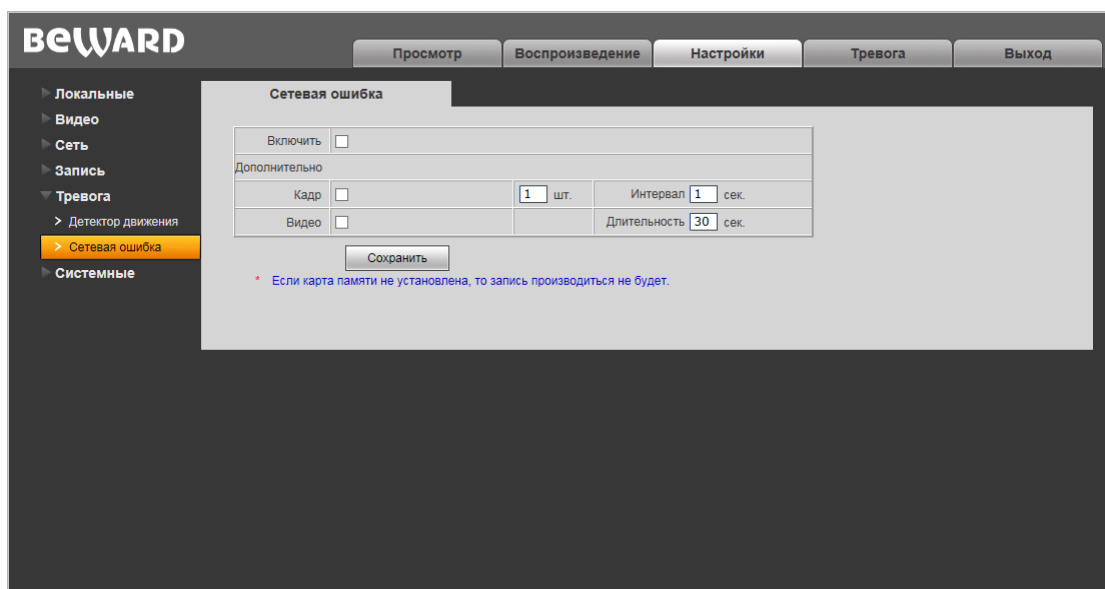 BEWARD
Просмотр Воспроизведение Настройки Тревога Выход
Локальные
Видео
Сеть
Запись
Тревога
> Детектор движения
> Сетевая ошибка
Системные
Сетевая ошибка
Включить
Дополнительно
Кадр 1 шт. Интервал 1 сек.
Видео Длительность 30 сек.
Сохранить
* Если карта памяти не установлена, то запись производиться не будет.